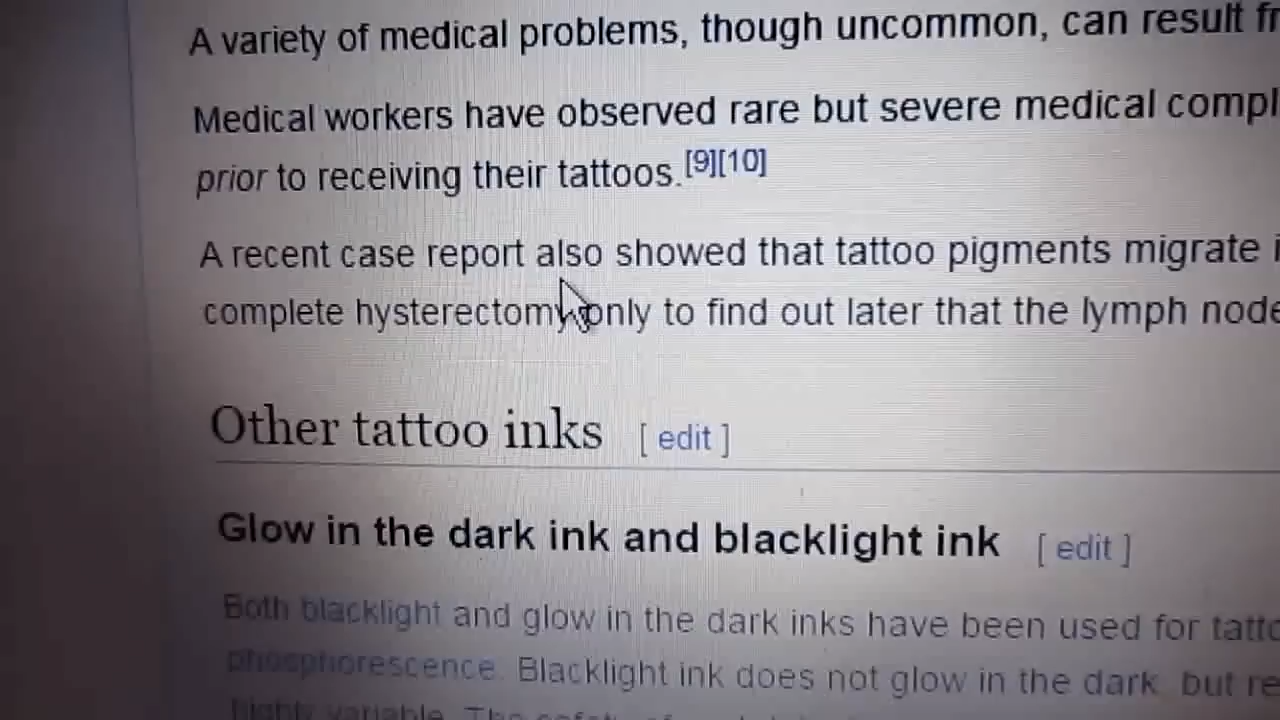 A variety of medical problems, though uncommon, can result
Medical workers have observed rare but severe medical
prior to receiving their tattoos.[9][10]
A recent case report also showed that tattoo pigments migrate
complete hysterectomy only to find out later that the lymph node
Other tattoo inks [ edit ]
Glow in the dark ink and blacklight ink [ edit ]
Both blacklight and glow in the dark inks have been used for
phosphorescence. Blacklight ink does not glow in the dark, but
highly variable. The